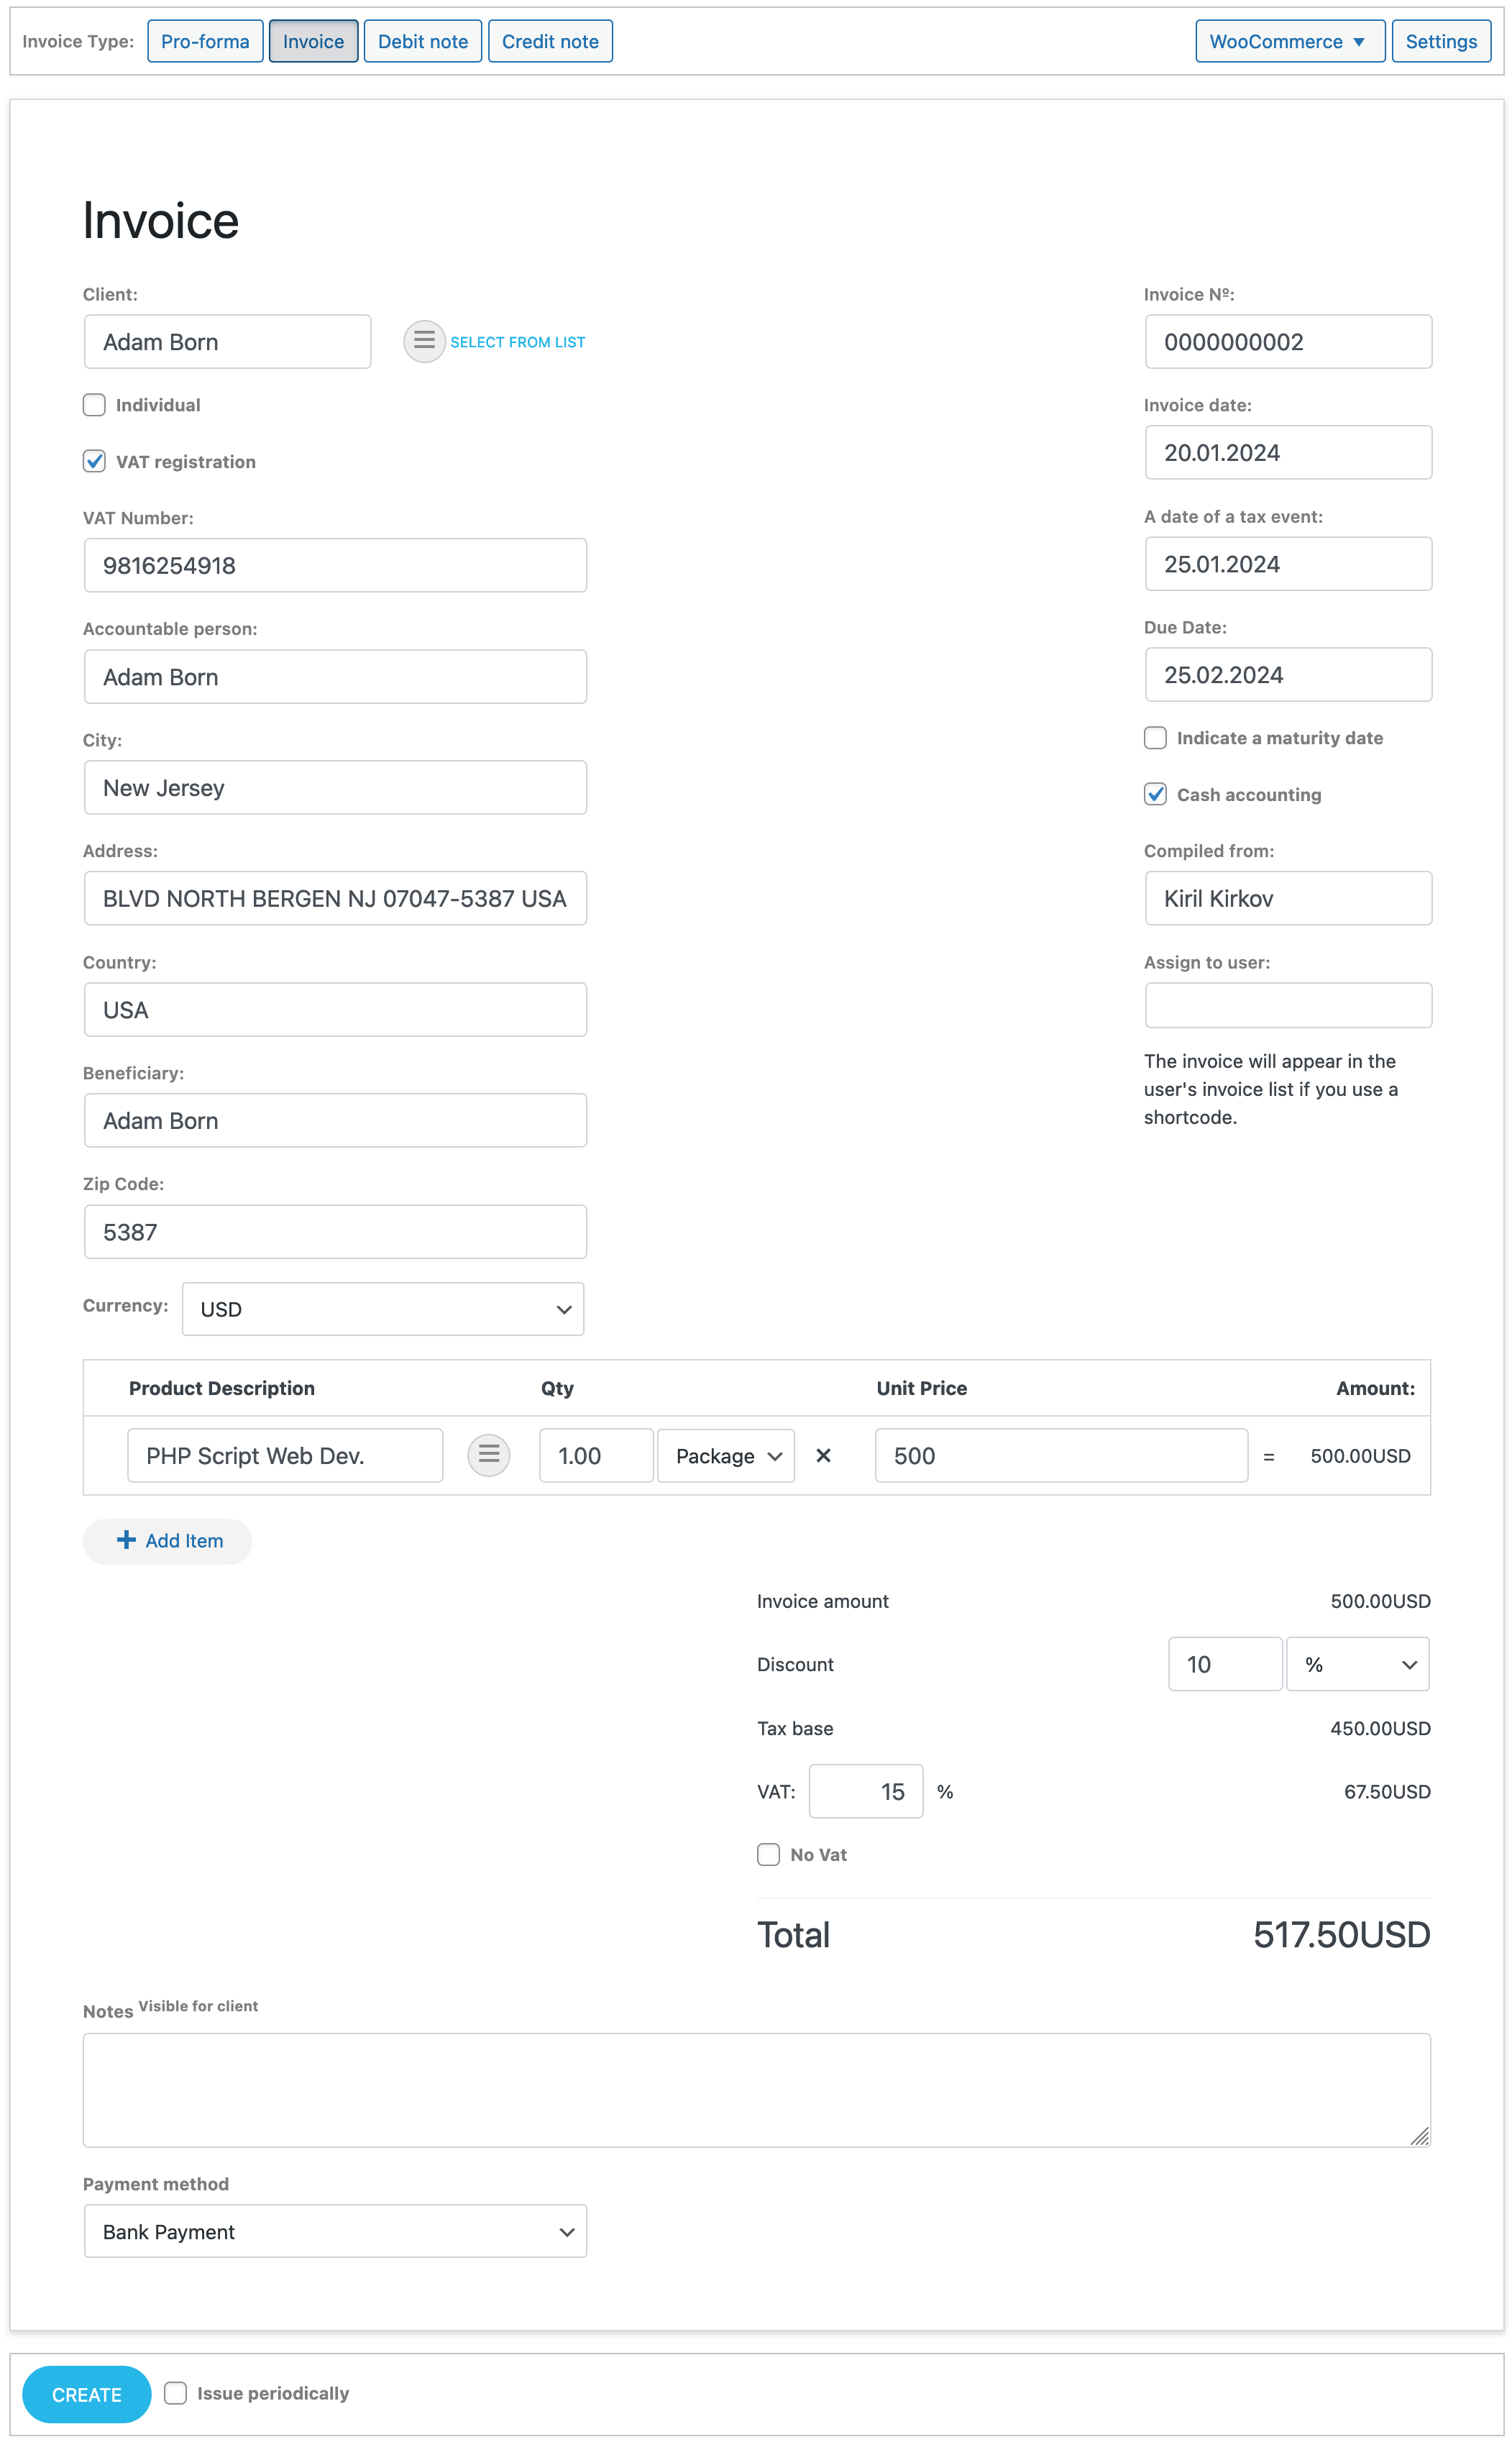 Invoice Type: Pro-forma Invoice Debit note Credit note WooCommerce ▼ Settings
Invoice
Client:
Adam Born SELECT FROM LIST
Individual
VAT registration
VAT Number:
9816254918
Accountable person:
Adam Born
City:
New Jersey
Address:
BLVD NORTH BERGEN NJ 07047-5387 USA
Country:
USA
Beneficiary:
Adam Born
Zip Code:
5387
Currency: USD
Invoice Nº:
0000000002
Invoice date:
20.01.2024
A date of a tax event:
25.01.2024
Due Date:
25.02.2024
Indicate a maturity date
Cash accounting
Compiled from:
Kiril Kirkov
Assign to user:
The invoice will appear in the
user's invoice list if you use a
shortcode.
Product Description Qty Unit Price Amount:
PHP Script Web Dev. 1.00 Package × 500 = 500.00USD
+ Add Item
Invoice amount 500.00USD
Discount 10 %
Tax base 450.00USD
VAT: 15 % 67.50USD
No Vat
Total 517.50USD
Notes Visible for client
Payment method
Bank Payment
CREATE Issue periodically